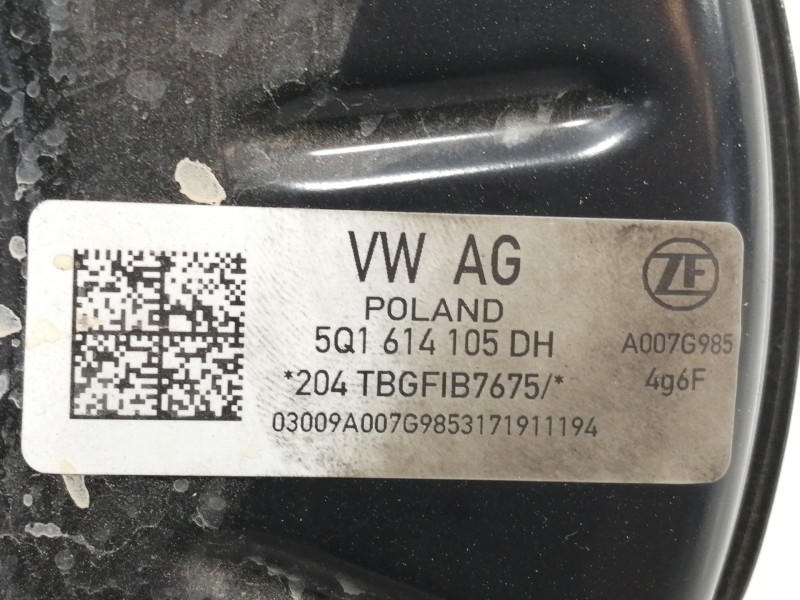 VW AG
ZF
POLAND
5Q1 614 105 DH
A007G985
*204 TBGFIB7675/*
4g6F
03009A007G9853171911194